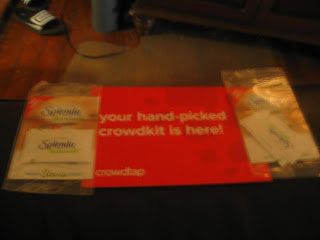 Splenda
Splenda
your hand-picked
crowdkit is here!
crowdtap